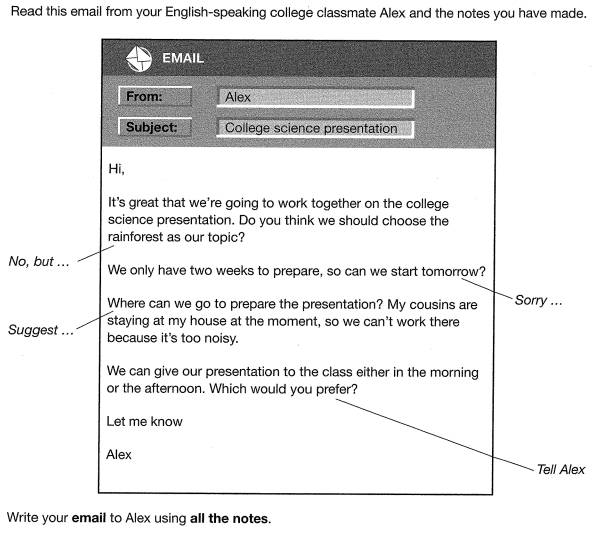 Read this email from your English-speaking college classmate Alex and the notes you have made.
EMAIL
From: Alex
Subject: College science presentation
Hi,
It's great that we're going to work together on the college
science presentation. Do you think we should choose the
rainforest as our topic?
No, but ...
We only have two weeks to prepare, so can we start tomorrow?
Sorry ...
Where can we go to prepare the presentation? My cousins are
Suggest ...
staying at my house at the moment, so we can't work there
because it's too noisy.
We can give our presentation to the class either in the morning
or the afternoon. Which would you prefer?
Let me know
Alex
Tell Alex
Write your email to Alex using all the notes.